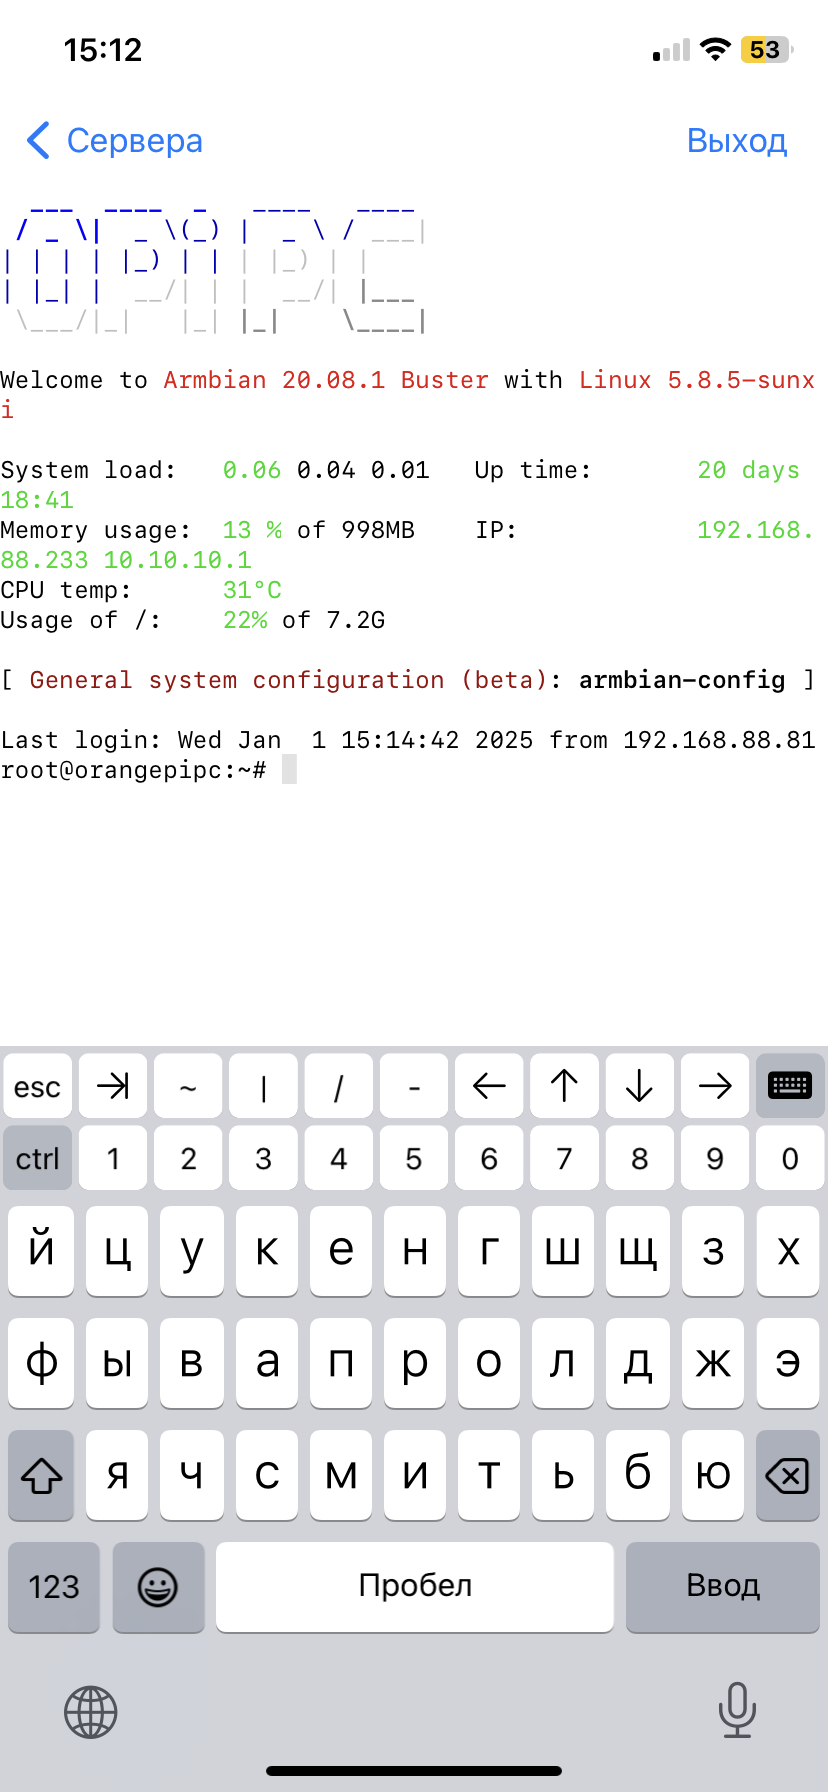 15:12
53
Сервера
Выход
  ___  ____  _   ____   ____
 / _ \|  _ \(_) |  _ \ / ___|
| | | | |_) | | | |_) | |
| |_| |  __/| | |  __/| |___
 \___/|_|   |_| |_|    \____|
Welcome to Armbian 20.08.1 Buster with Linux 5.8.5-sunx
i
System load:   0.06 0.04 0.01   Up time:       20 days
18:41
Memory usage:  13 % of 998MB    IP:            192.168.
88.233 10.10.10.1
CPU temp:      31°C
Usage of /:    22% of 7.2G
[ General system configuration (beta): armbian-config ]
Last login: Wed Jan  1 15:14:42 2025 from 192.168.88.81
root@orangepipc:~#
esc ~ | / - ← ↑ ↓ →
ctrl 1 2 3 4 5 6 7 8 9 0
й ц у к е н г ш щ з х
ф ы в а п р о л д ж э
я ч с м и т ь б ю
123 Пробел Ввод